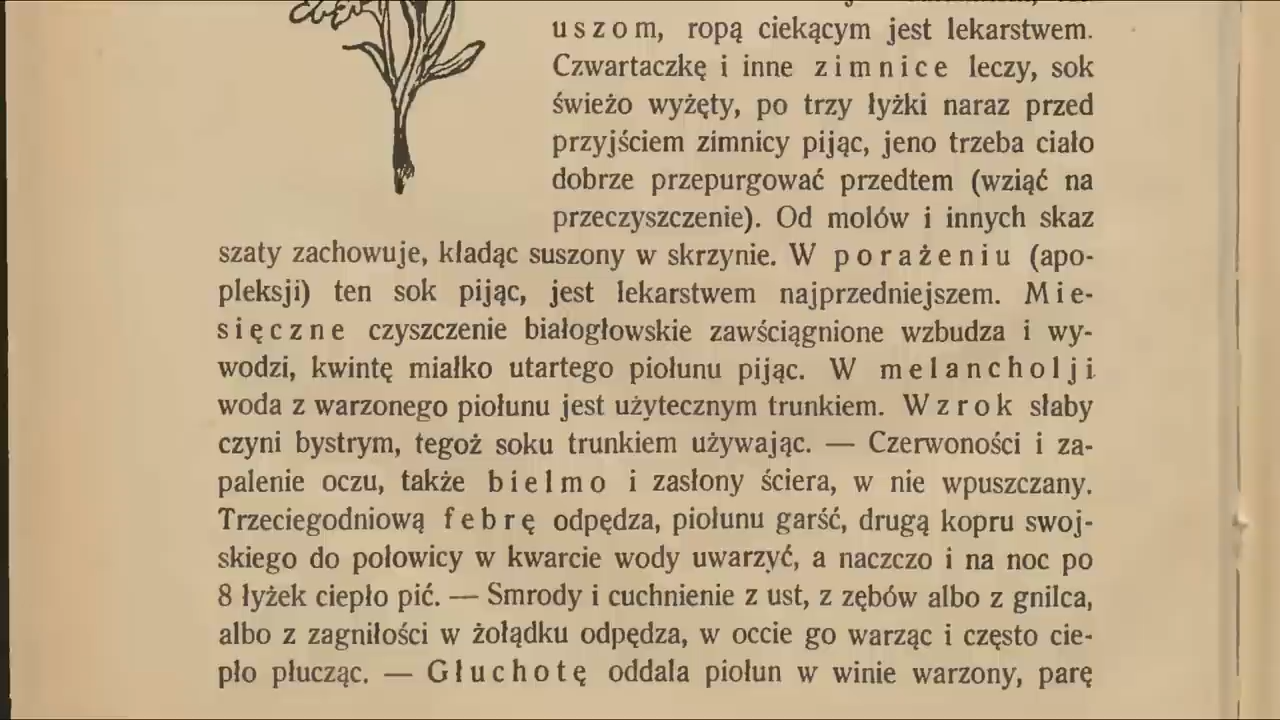 uszom, ropą ciekącym jest lekarstwem.
Czwartaczkę i inne zimnice leczy, sok
świeżo wyżęty, po trzy łyżki naraz przed
przyjściem zimnicy pijąc, jeno trzeba ciało
dobrze przepurgować przedtem (wziąć na
przeczyszczenie). Od molów i innych skaz
szaty zachowuje, kładąc suszony w skrzynie. W porażeniu (apo-
pleksji) ten sok pijąc, jest lekarstwem najprzedniejszem. Mie-
sięczne czyszczenie białogłowskie zawściągnione wzbudza i wy-
wodzi, kwintę miałko utartego piołunu pijąc. W melancholji
woda z warzonego piołunu jest użytecznym trunkiem. Wzrok słaby
czyni bystrym, tegoż soku trunkiem używając. — Czerwoności i za-
palenie oczu, także bielmo i zasłony ściera, w nie wpuszczany.
Trzeciegodniową febrę odpędza, piołunu garść, drugą kopru swoj-
skiego do połowicy w kwarcie wody uwarzyć, a naczczo i na noc po
8 łyżek ciepło pić. — Smrody i cuchnienie z ust, z zębów albo z gnilca,
albo z zagniłości w żołądku odpędza, w occie go warząc i często cie-
pło płucząc. — Głuchotę oddala piołun w winie warzony, parę